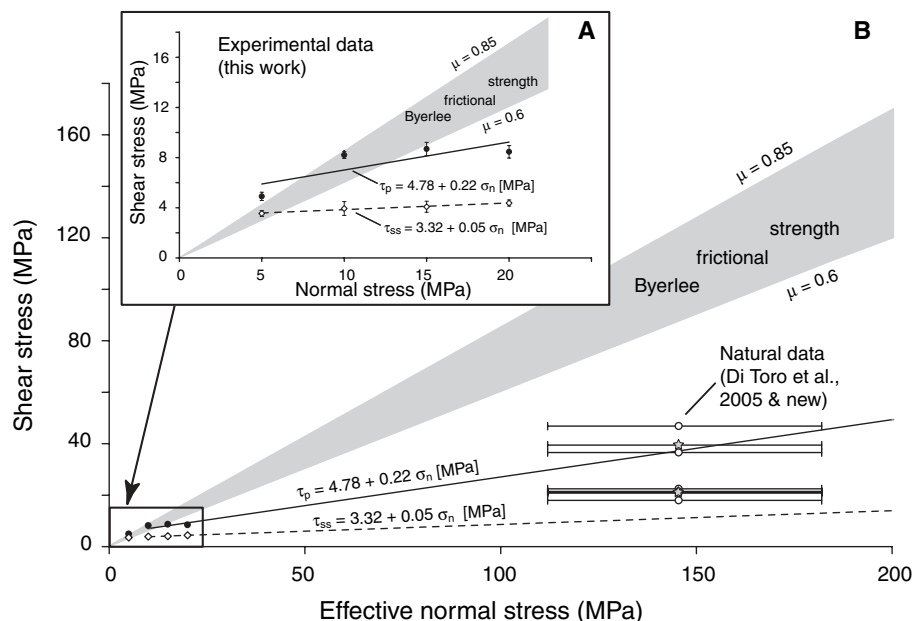 A
B
Experimental data
(this work)
Shear stress (MPa)
16
12
8
4
0
0
5
10
15
20
Normal stress (MPa)
μ = 0.85
strength
frictional
Byerlee
μ = 0.6
τp = 4.78 + 0.22 σn [MPa]
τss = 3.32 + 0.05 σn [MPa]
Shear stress (MPa)
160
120
80
40
0
μ = 0.85
strength
frictional
Byerlee
μ = 0.6
Natural data
(Di Toro et al.,
2005 & new)
τp = 4.78 + 0.22 σn [MPa]
τss = 3.32 + 0.05 σn [MPa]
0
50
100
150
200
Effective normal stress (MPa)